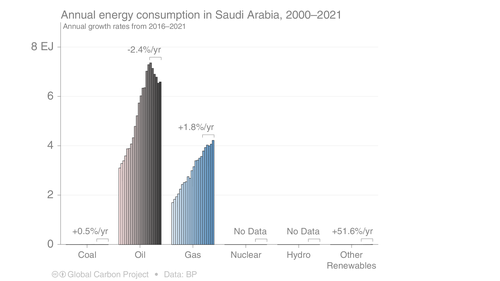 Annual energy consumption in Saudi Arabia, 2000–2021
Annual growth rates from 2016–2021
8 EJ
6
4
2
0
+0.5%/yr
-2.4%/yr
+1.8%/yr
No Data
No Data
+51.6%/yr
Coal
Oil
Gas
Nuclear
Hydro
Other
Renewables
Global Carbon Project • Data: BP